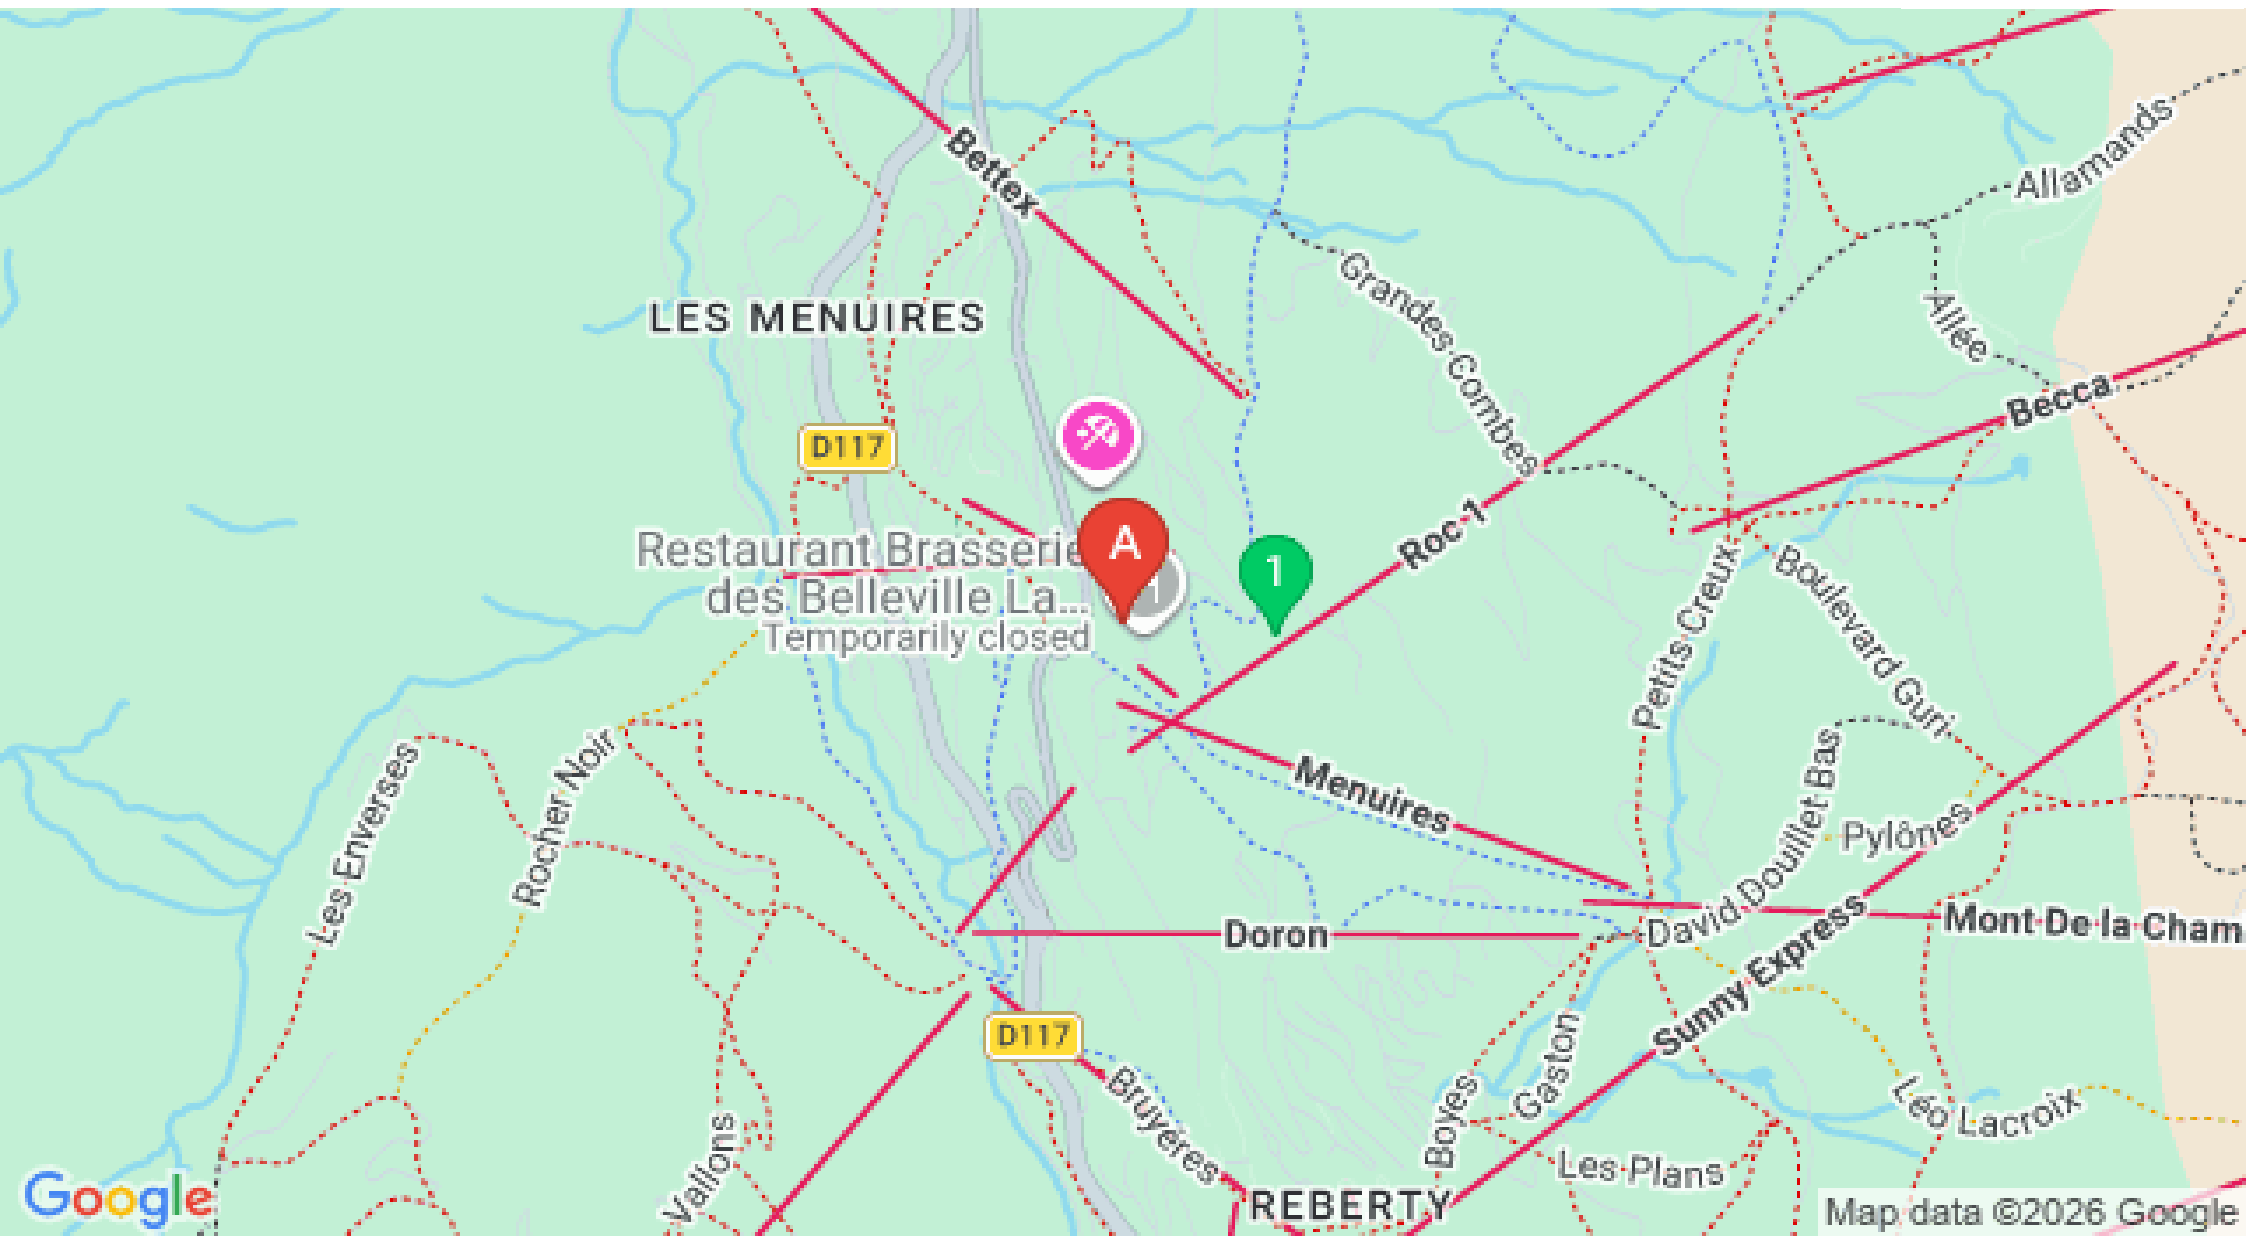 Bettex
Allamands
Grandes Combes
LES MENUIRES
Allée
Becca
D117
Roc 1
Restaurant Brasserie
des Belleville La...
Temporarily closed
A
1
Petits Creux
Boulevard Guri
Les Enverses
Rocher Noir
Menuires
David Douillet Bas
Pylônes
Doron
Mont De la Cham
Sunny Express
D117
Bruyères
Gaston
Boyes
Léo Lacroix
Vallons
Les Plans
REBERTY
Google
Map data ©2026 Google